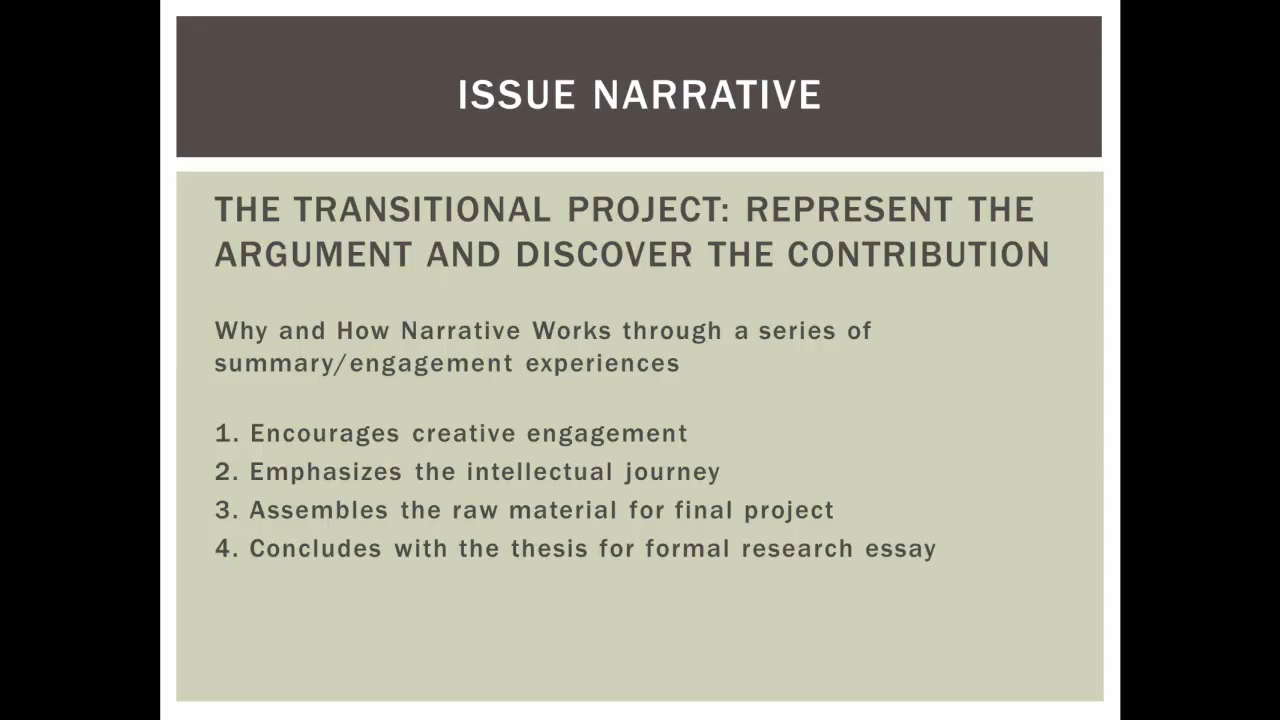 ISSUE NARRATIVE
THE TRANSITIONAL PROJECT: REPRESENT THE
ARGUMENT AND DISCOVER THE CONTRIBUTION
Why and How Narrative Works through a series of
summary/engagement experiences
1. Encourages creative engagement
2. Emphasizes the intellectual journey
3. Assembles the raw material for final project
4. Concludes with the thesis for formal research essay